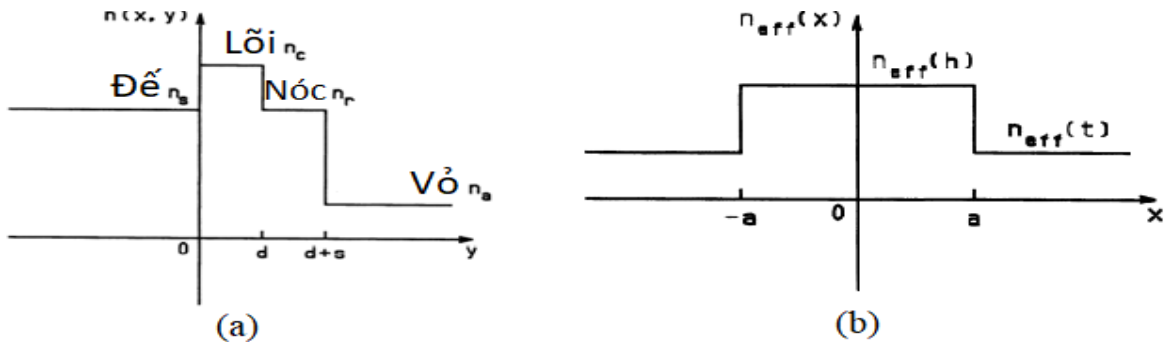 n(x, y)
Lõi n_c
Đế n_s
Nóc n_r
Vỏ n_a
0 d d+s y
(a)
n_eff(x)
n_eff(h)
n_eff(t)
-a 0 a x
(b)